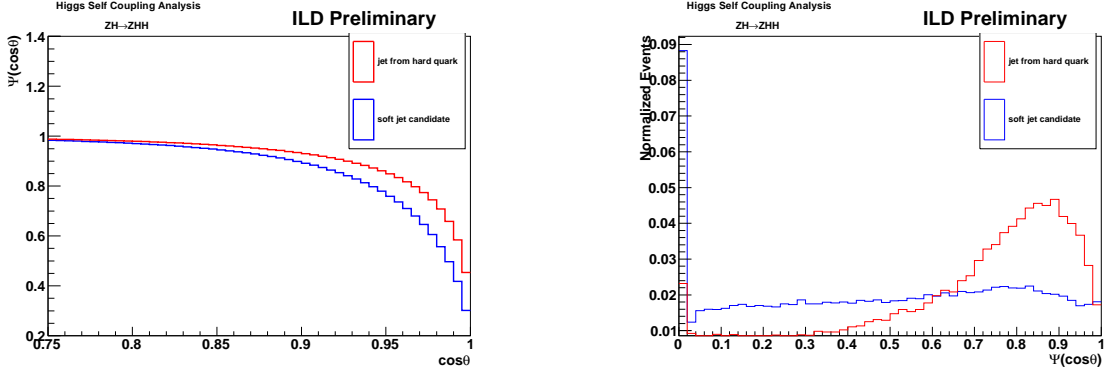 Higgs Self Coupling Analysis
ZH→ZHH
ILD Preliminary
Ψ(cosθ)
1.4
1.2
1
0.8
0.6
0.4
0.2
jet from hard quark
soft jet candidate
0.75 0.8 0.85 0.9 0.95 1
cosθ
Higgs Self Coupling Analysis
ZH→ZHH
ILD Preliminary
Normalized Events
0.09
0.08
0.07
0.06
0.05
0.04
0.03
0.02
0.01
jet from hard quark
soft jet candidate
0 0.1 0.2 0.3 0.4 0.5 0.6 0.7 0.8 0.9 1
Ψ(cosθ)